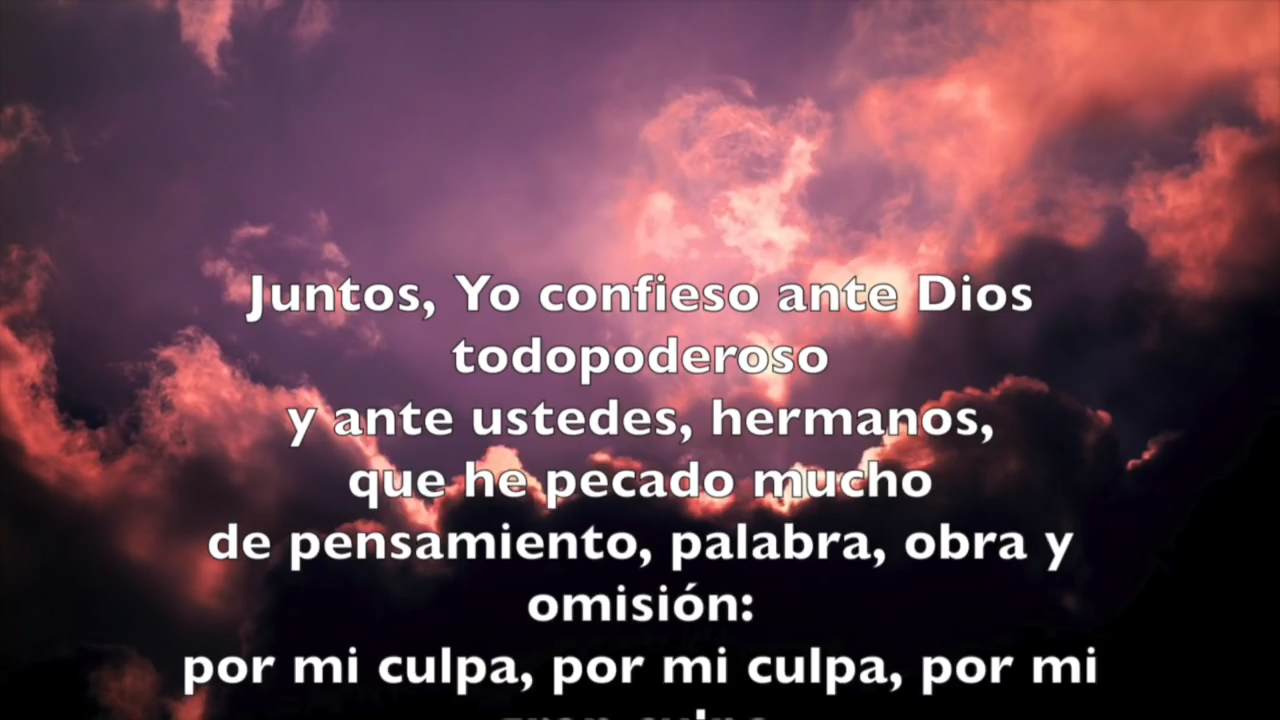 Juntos, Yo confieso ante Dios
todopoderoso
y ante ustedes, hermanos,
que he pecado mucho
de pensamiento, palabra, obra y
omisión:
por mi culpa, por mi culpa, por mi